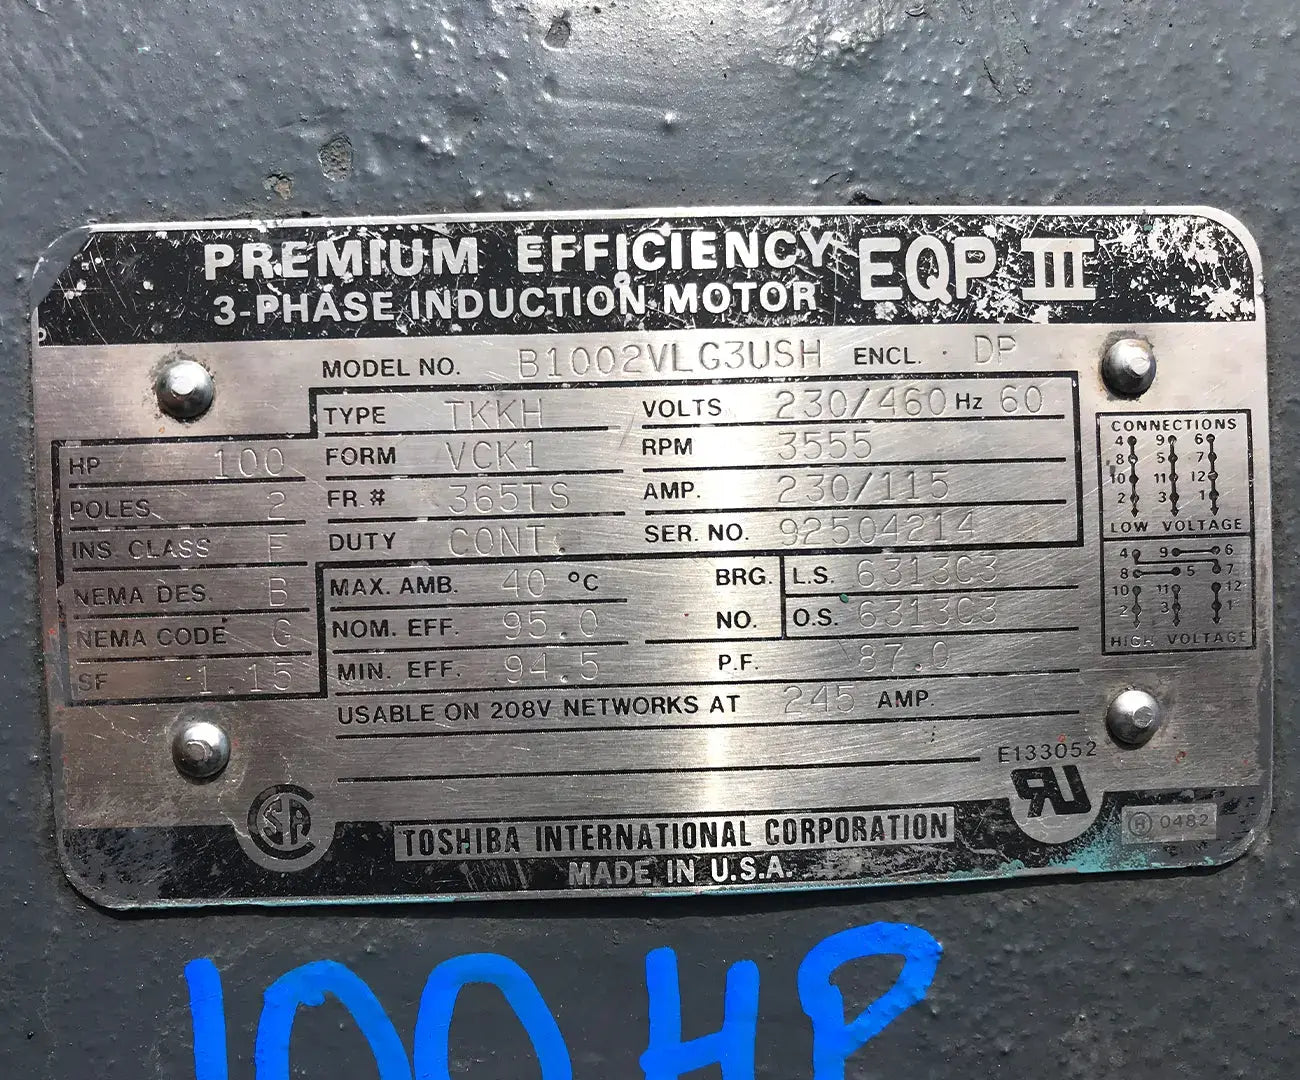 PREMIUM EFFICIENCY EQP III
3-PHASE INDUCTION MOTOR
MODEL NO. B1002VLG3USH ENCL. DP
TYPE TKKH VOLTS 230/460 Hz 60
HP 100 FORM VCK1 RPM 3555
POLES 2 FR.# 365TS AMP. 230/115
INS. CLASS F DUTY CONT. SER. NO. 92504214
NEMA DES. B MAX. AMB. 40 °C BRG. L.S. 6313C3
NEMA CODE G NOM. EFF. 95.0 NO. O.S. 6313C3
SF 1.15 MIN. EFF. 94.5 P.F. 87.0
USABLE ON 208V NETWORKS AT 245 AMP.
CONNECTIONS
4 9 6
8 5 7
10 11 12
2 3 1
LOW VOLTAGE
4 9 6
8 5 7
10 11 12
2 3 1
HIGH VOLTAGE
E133052
CSA
RU
® 0482
TOSHIBA INTERNATIONAL CORPORATION
MADE IN U.S.A.
100 HP